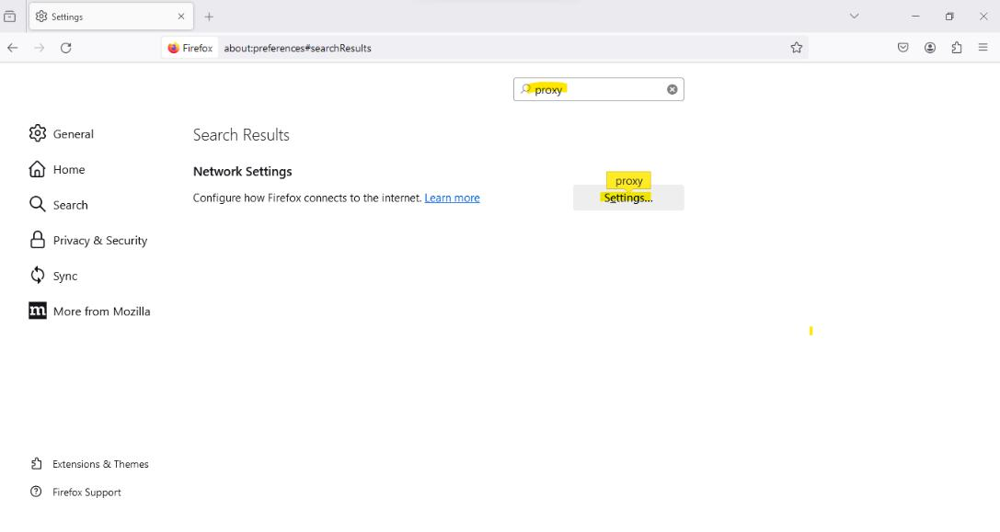 Settings
Firefox about:preferences#searchResults
proxy
General
Home
Search
Privacy & Security
Sync
m More from Mozilla
Extensions & Themes
Firefox Support
Search Results
Network Settings
proxy
Configure how Firefox connects to the internet. Learn more
Settings...